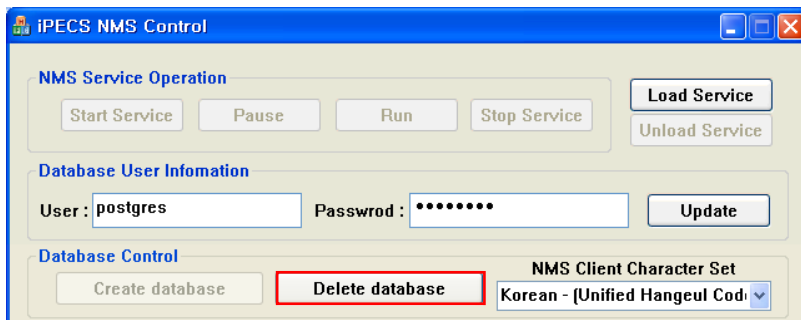 iPECS NMS Control
NMS Service Operation
Start Service Pause Run Stop Service
Load Service
Unload Service
Database User Infomation
User : postgres Passwrod : •••••••• Update
Database Control
Create database Delete database
NMS Client Character Set
Korean - (Unified Hangeul Cod